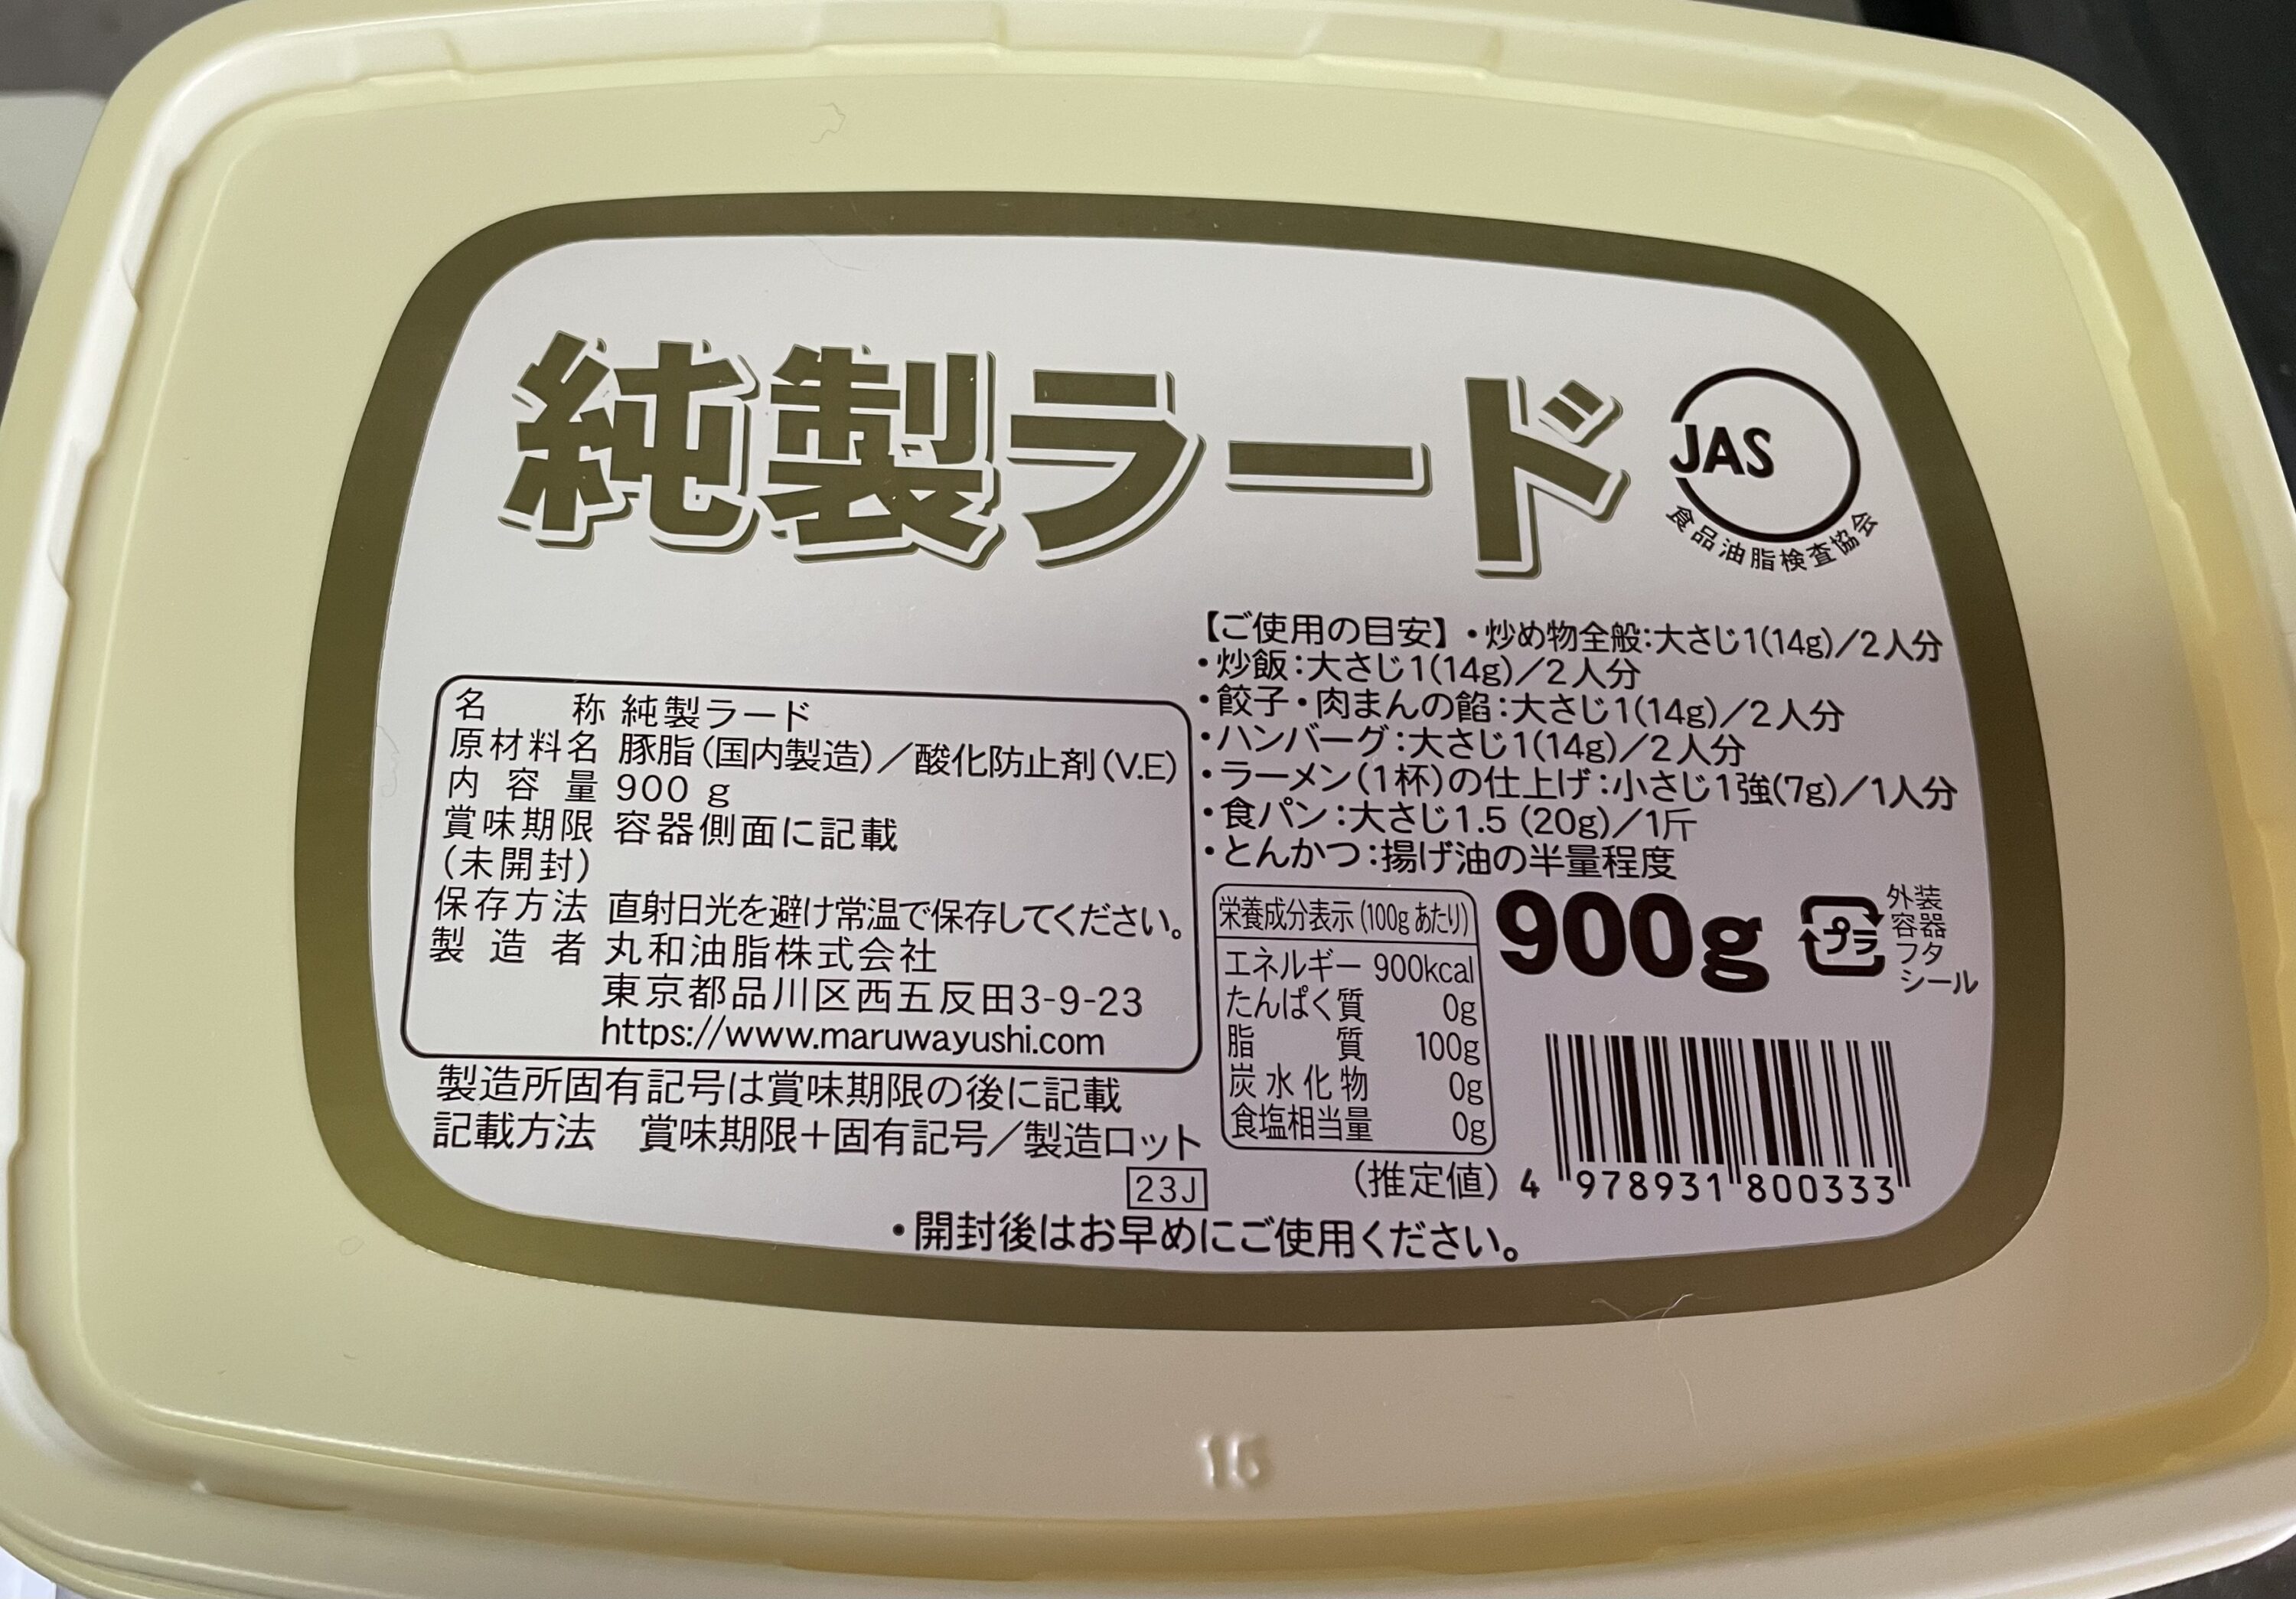 純製ラード
JAS
食品油脂検査協会
【ご使用の目安】・炒め物全般:大さじ1(14g)／2人分
・炒飯:大さじ1(14g)／2人分
・餃子・肉まんの餡:大さじ1(14g)／2人分
・ハンバーグ:大さじ1(14g)／2人分
・ラーメン(1杯)の仕上げ:小さじ1強(7g)／1人分
・食パン:大さじ1.5 (20g)／1斤
・とんかつ:揚げ油の半量程度
名称 純製ラード
原材料名 豚脂(国内製造)／酸化防止剤(V.E)
内容量 900 g
賞味期限 容器側面に記載
(未開封)
保存方法 直射日光を避け常温で保存してください。
製造者 丸和油脂株式会社
東京都品川区西五反田3-9-23
https://www.maruwayushi.com
製造所固有記号は賞味期限の後に記載
記載方法 賞味期限+固有記号／製造ロット
23J
栄養成分表示(100gあたり)
エネルギー 900kcal
たんぱく質 0g
脂質 100g
炭水化物 0g
食塩相当量 0g
(推定値)
900g
プラ
外装
容器
フタ
シール
4 978931 800333
・開封後はお早めにご使用ください。
15